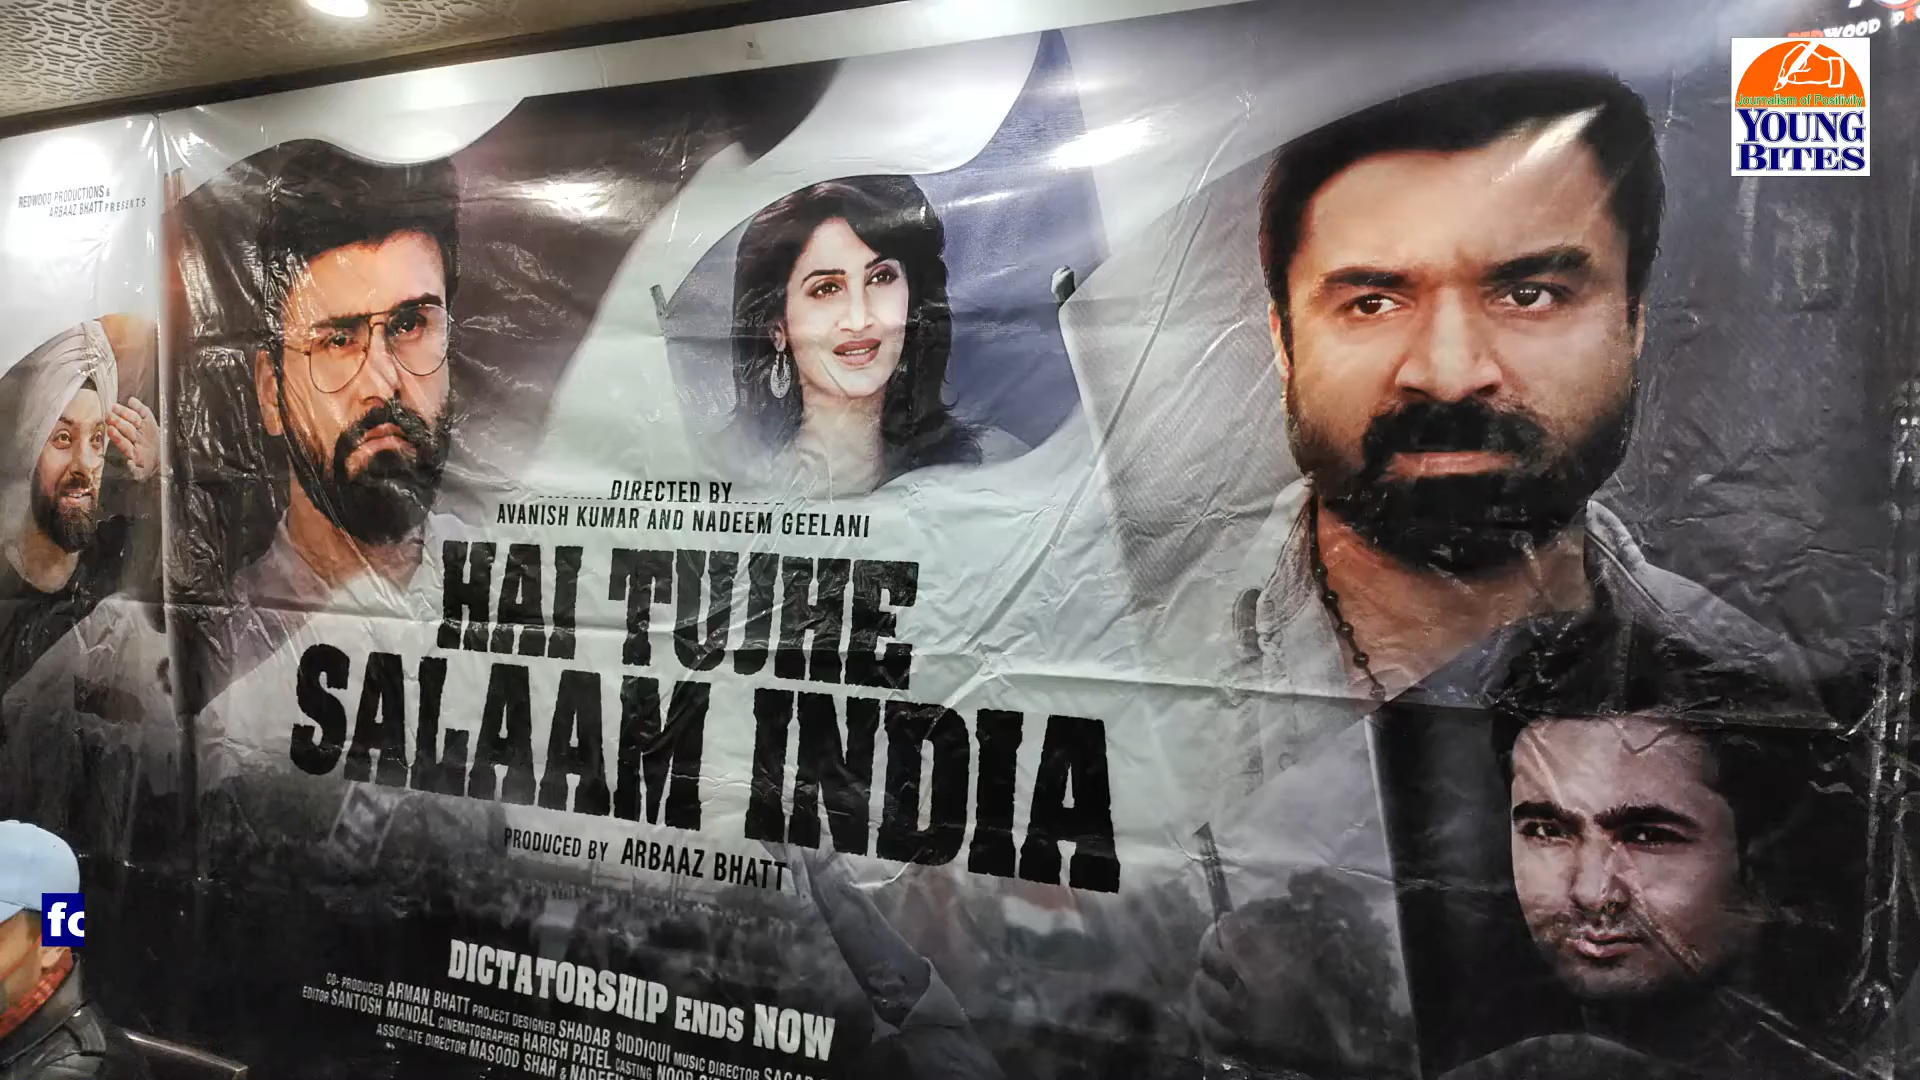 REDWOOD PRODUCTIONS &
ARBAAZ BHATT PRESENTS
REDWOOD
Journalism of Positivity
YOUNG
BITES
DIRECTED BY
AVANISH KUMAR AND NADEEM GEELANI
HAI TUJHE
SALAAM INDIA
PRODUCED BY ARBAAZ BHATT
fo
DICTATORSHIP ENDS NOW
CO- PRODUCER ARMAN BHATT PROJECT DESIGNER SHADAB SIDDIQUI MUSIC DIRECTOR
EDITOR SANTOSH MANDAL CINEMATOGRAPHER HARISH PATEL CASTING
ASSOCIATE DIRECTOR MASOOD SHAH &